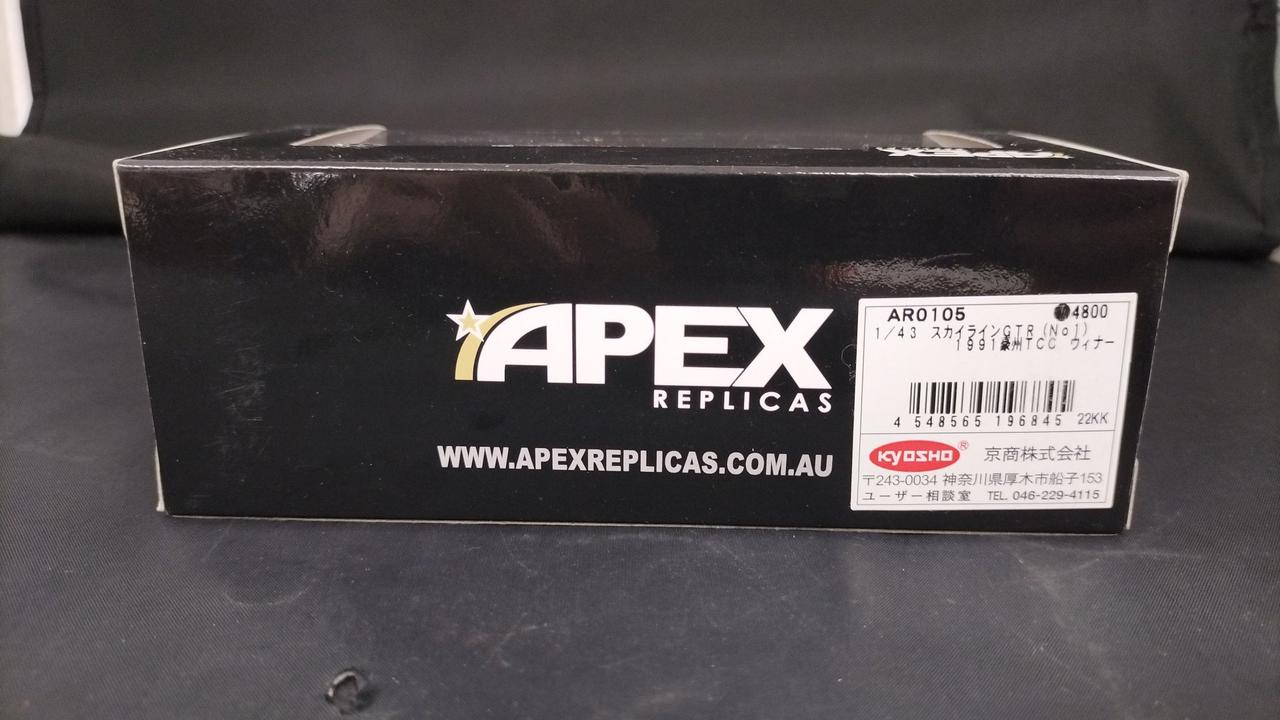 APEX
APEX
REPLICAS
WWW.APEXREPLICAS.COM.AU
AR0105 4800
1/43 スカイラインGTR(No1)
1991豪州TCC ウィナー
4 548565 196845 22KK
KYOSHO® 京商株式会社
〒243-0034 神奈川県厚木市船子153
ユーザー相談室 TEL. 046-229-4115